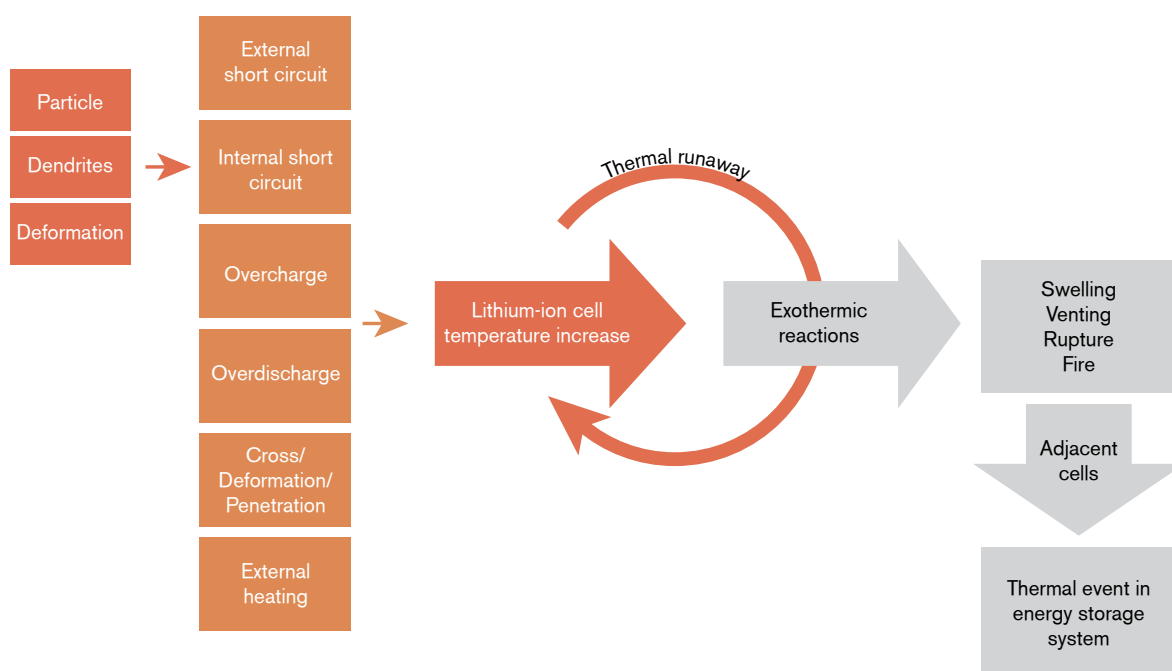 Particle
Dendrites
Deformation
External
short circuit
Internal short
circuit
Overcharge
Overdischarge
Cross/
Deformation/
Penetration
External
heating
Thermal runaway
Lithium-ion cell
temperature increase
Exothermic
reactions
Swelling
Venting
Rupture
Fire
Adjacent
cells
Thermal event in
energy storage
system